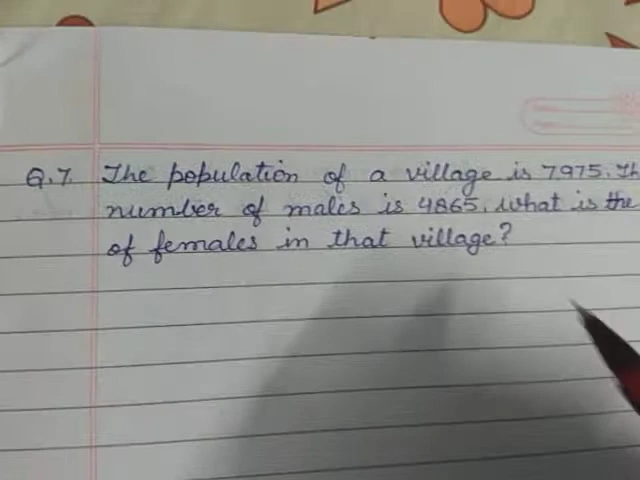 Q.7. The population of a village is 7975. Th
number of males is 4865. What is the
of females in that village?